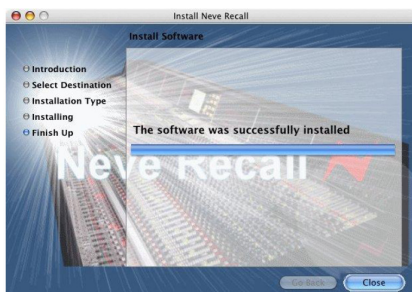 Install Neve Recall
Install Software
Introduction
Select Destination
Installation Type
Installing
Finish Up
The software was successfully installed
Neve Recall
Go Back
Close